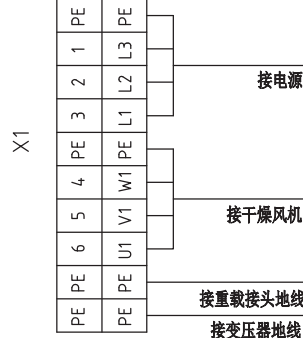 X1
PE PE
1 L3
2 L2
3 L1
PE PE
4 W1
5 V1
6 U1
PE PE
PE PE
接电源
接干燥风机
接重载接头地线
接变压器地线